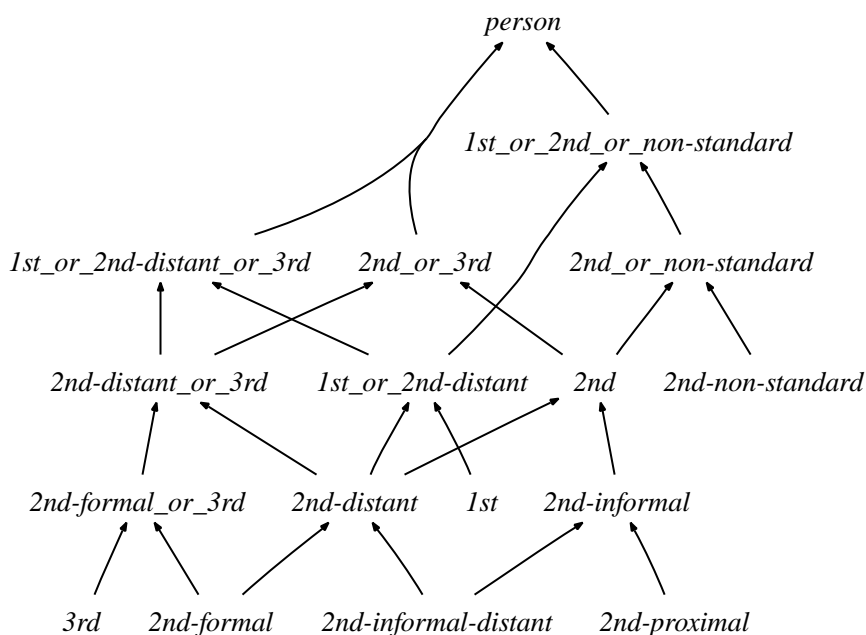 person
1st_or_2nd_or_non-standard
1st_or_2nd-distant_or_3rd 2nd_or_3rd 2nd_or_non-standard
2nd-distant_or_3rd 1st_or_2nd-distant 2nd 2nd-non-standard
2nd-formal_or_3rd 2nd-distant 1st 2nd-informal
3rd 2nd-formal 2nd-informal-distant 2nd-proximal